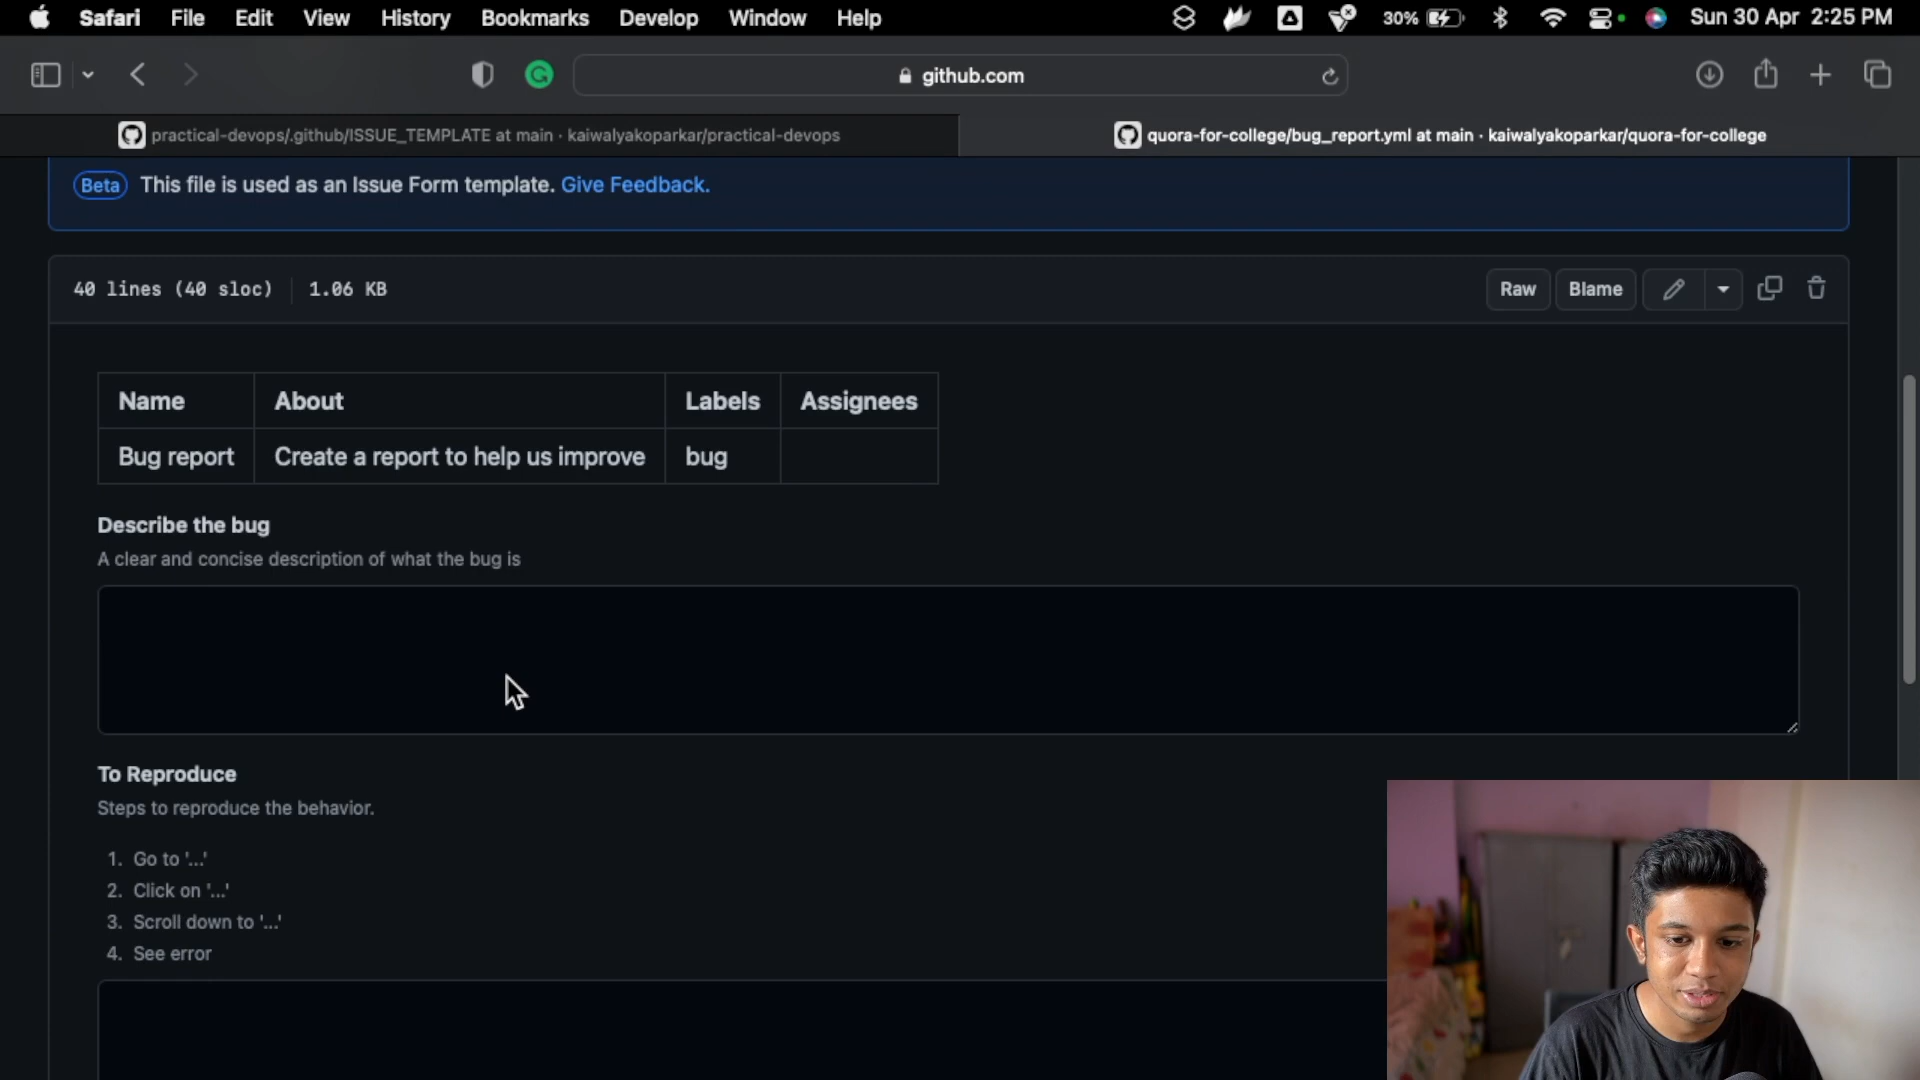 Safari File Edit View History Bookmarks Develop Window Help 30% Sun 30 Apr 2:25 PM
github.com
practical-devops/.github/ISSUE_TEMPLATE at main · kaiwalyakoparkar/practical-devops
quora-for-college/bug_report.yml at main · kaiwalyakoparkar/quora-for-college
Beta This file is used as an Issue Form template. Give Feedback.
40 lines (40 sloc) 1.06 KB Raw Blame
Name About Labels Assignees
Bug report Create a report to help us improve bug
Describe the bug
A clear and concise description of what the bug is
To Reproduce
Steps to reproduce the behavior.
1. Go to '...'
2. Click on '...'
3. Scroll down to '...'
4. See error